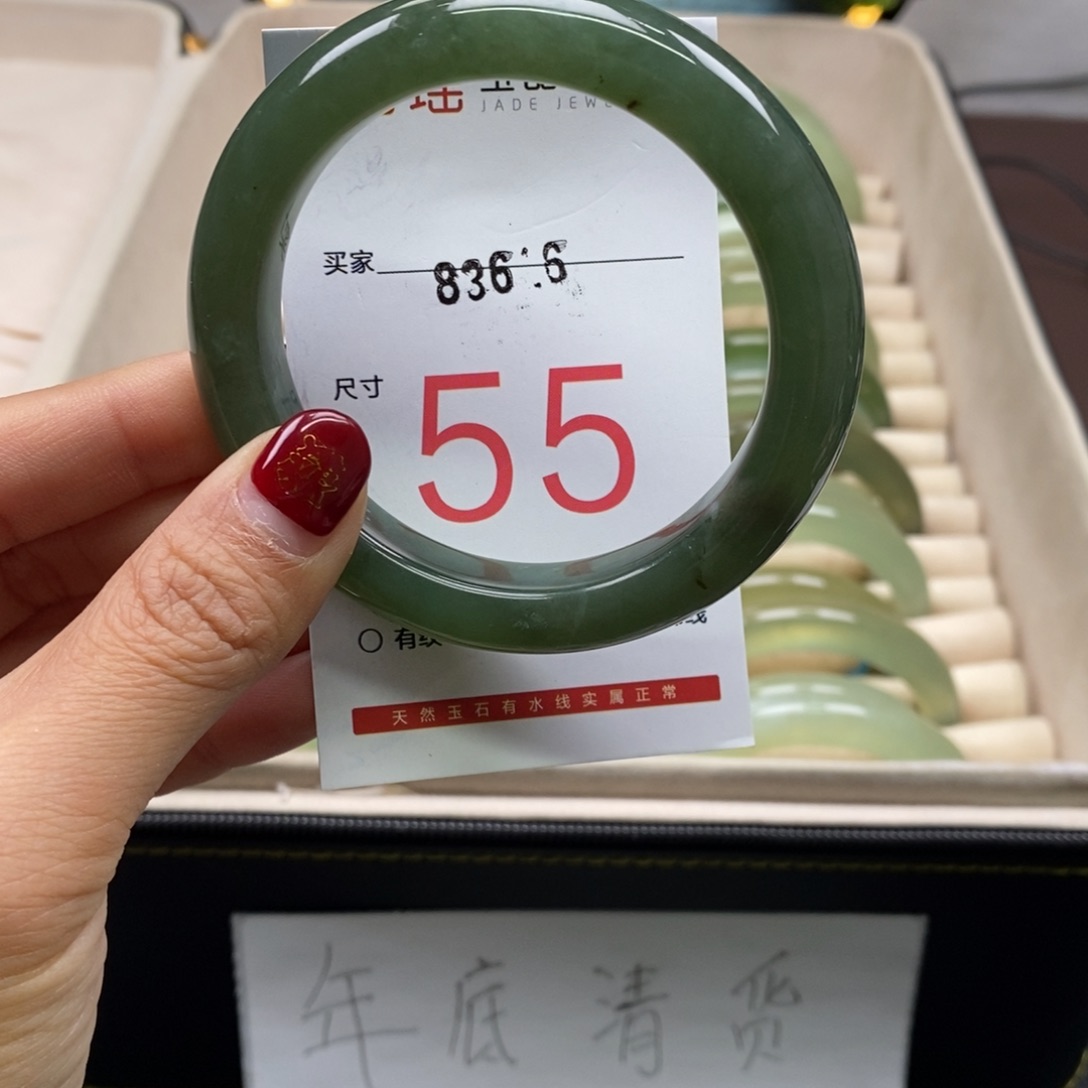 JADE JEW
买家 836:6
尺寸 55
有纹
天然玉石有水线实属正常
年底清货